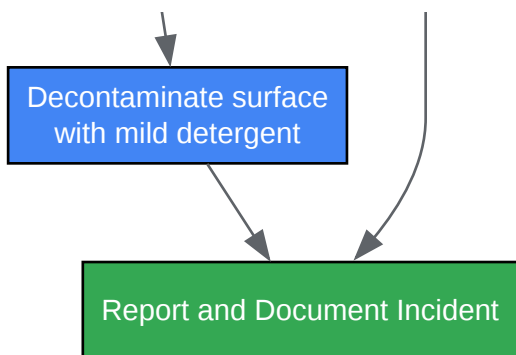 Decontaminate surface
with mild detergent
Report and Document Incident